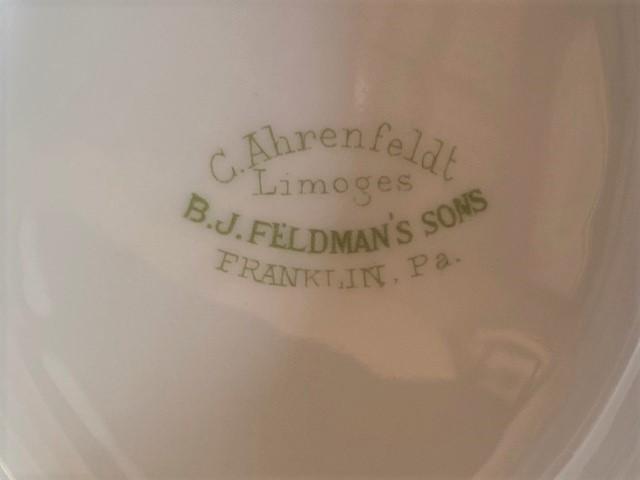 C. Ahrenfeldt
Limoges
B.J. FELDMAN'S SONS
FRANKLIN, Pa.